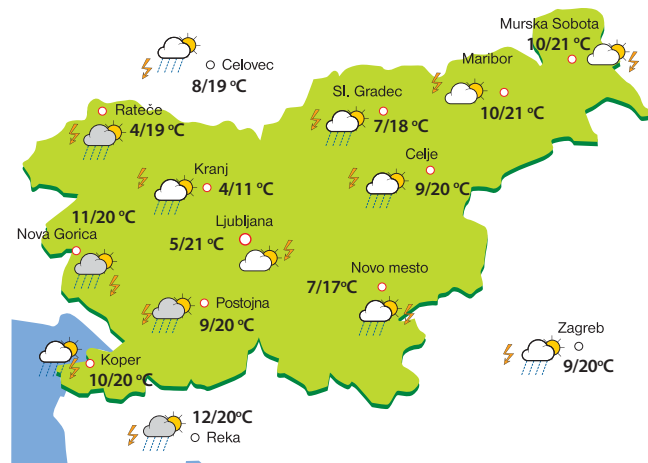 Murska Sobota
10/21 ºC
Celovec
8/19 ºC
Maribor
10/21 ºC
Sl. Gradec
7/18 ºC
Rateče
4/19 ºC
Celje
9/20 ºC
Kranj
4/11 ºC
11/20 ºC
Nova Gorica
Ljubljana
5/21 ºC
Novo mesto
7/17ºC
Postojna
9/20 ºC
Zagreb
9/20ºC
Koper
10/20 ºC
12/20ºC
Reka